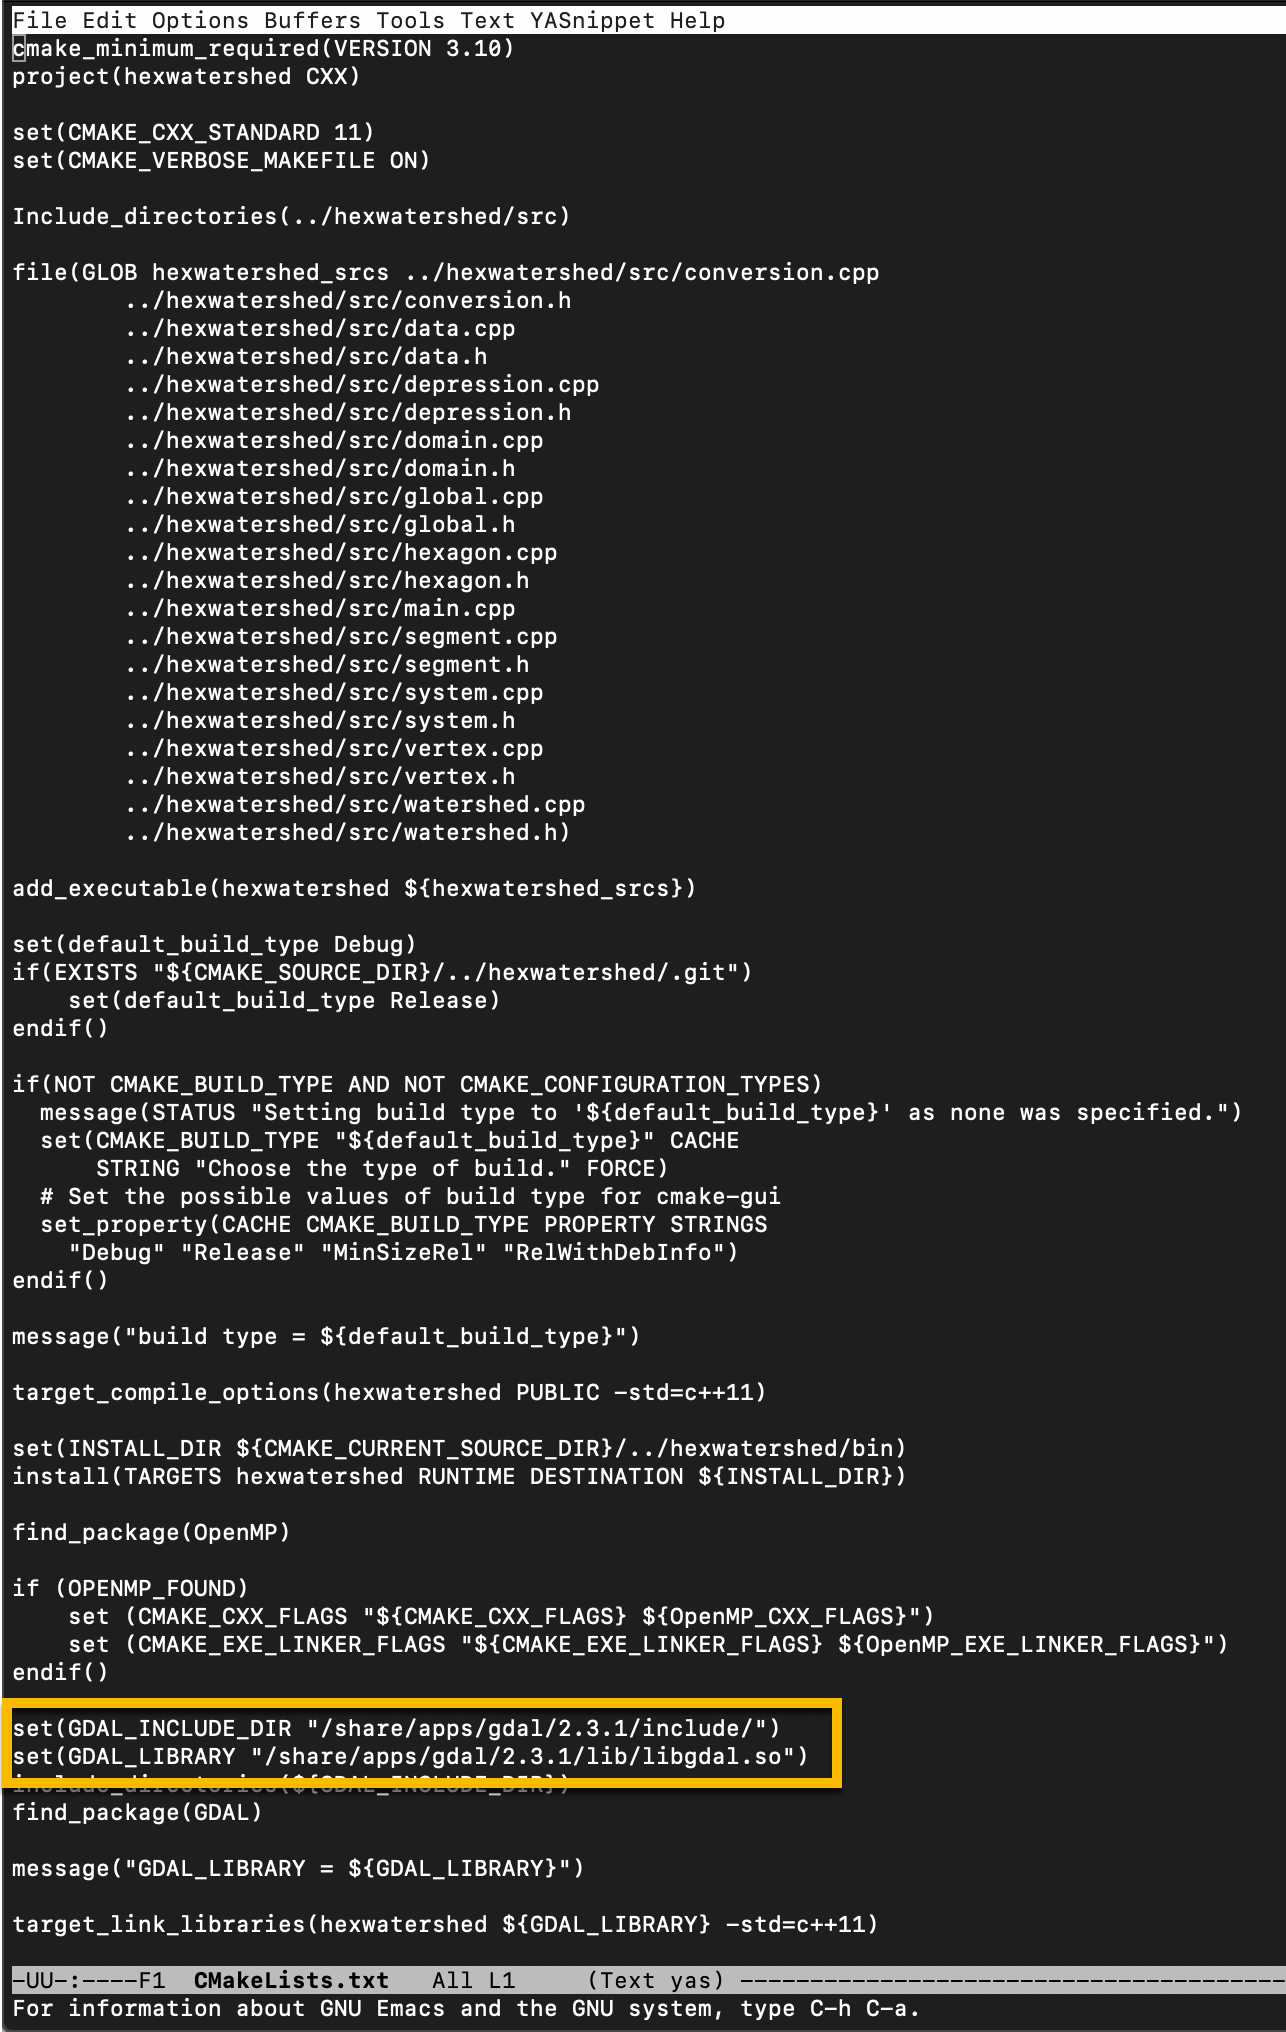 File Edit Options Buffers Tools Text YASnippet Help
cmake_minimum_required(VERSION 3.10)
project(hexwatershed CXX)

set(CMAKE_CXX_STANDARD 11)
set(CMAKE_VERBOSE_MAKEFILE ON)

Include_directories(../hexwatershed/src)

file(GLOB hexwatershed_srcs ../hexwatershed/src/conversion.cpp
        ../hexwatershed/src/conversion.h
        ../hexwatershed/src/data.cpp
        ../hexwatershed/src/data.h
        ../hexwatershed/src/depression.cpp
        ../hexwatershed/src/depression.h
        ../hexwatershed/src/domain.cpp
        ../hexwatershed/src/domain.h
        ../hexwatershed/src/global.cpp
        ../hexwatershed/src/global.h
        ../hexwatershed/src/hexagon.cpp
        ../hexwatershed/src/hexagon.h
        ../hexwatershed/src/main.cpp
        ../hexwatershed/src/segment.cpp
        ../hexwatershed/src/segment.h
        ../hexwatershed/src/system.cpp
        ../hexwatershed/src/system.h
        ../hexwatershed/src/vertex.cpp
        ../hexwatershed/src/vertex.h
        ../hexwatershed/src/watershed.cpp
        ../hexwatershed/src/watershed.h)

add_executable(hexwatershed ${hexwatershed_srcs})

set(default_build_type Debug)
if(EXISTS "${CMAKE_SOURCE_DIR}/../hexwatershed/.git")
    set(default_build_type Release)
endif()

if(NOT CMAKE_BUILD_TYPE AND NOT CMAKE_CONFIGURATION_TYPES)
  message(STATUS "Setting build type to '${default_build_type}' as none was specified.")
  set(CMAKE_BUILD_TYPE "${default_build_type}" CACHE
      STRING "Choose the type of build." FORCE)
  # Set the possible values of build type for cmake-gui
  set_property(CACHE CMAKE_BUILD_TYPE PROPERTY STRINGS
    "Debug" "Release" "MinSizeRel" "RelWithDebInfo")
endif()

message("build type = ${default_build_type}")

target_compile_options(hexwatershed PUBLIC -std=c++11)

set(INSTALL_DIR ${CMAKE_CURRENT_SOURCE_DIR}/../hexwatershed/bin)
install(TARGETS hexwatershed RUNTIME DESTINATION ${INSTALL_DIR})

find_package(OpenMP)

if (OPENMP_FOUND)
    set (CMAKE_CXX_FLAGS "${CMAKE_CXX_FLAGS} ${OpenMP_CXX_FLAGS}")
    set (CMAKE_EXE_LINKER_FLAGS "${CMAKE_EXE_LINKER_FLAGS} ${OpenMP_EXE_LINKER_FLAGS}")
endif()

set(GDAL_INCLUDE_DIR "/share/apps/gdal/2.3.1/include/")
set(GDAL_LIBRARY "/share/apps/gdal/2.3.1/lib/libgdal.so")
include_directories(${GDAL_INCLUDE_DIR})
find_package(GDAL)

message("GDAL_LIBRARY = ${GDAL_LIBRARY}")

target_link_libraries(hexwatershed ${GDAL_LIBRARY} -std=c++11)

-UU-:----F1  CMakeLists.txt   All L1     (Text yas) ---------------------------------------
For information about GNU Emacs and the GNU system, type C-h C-a.